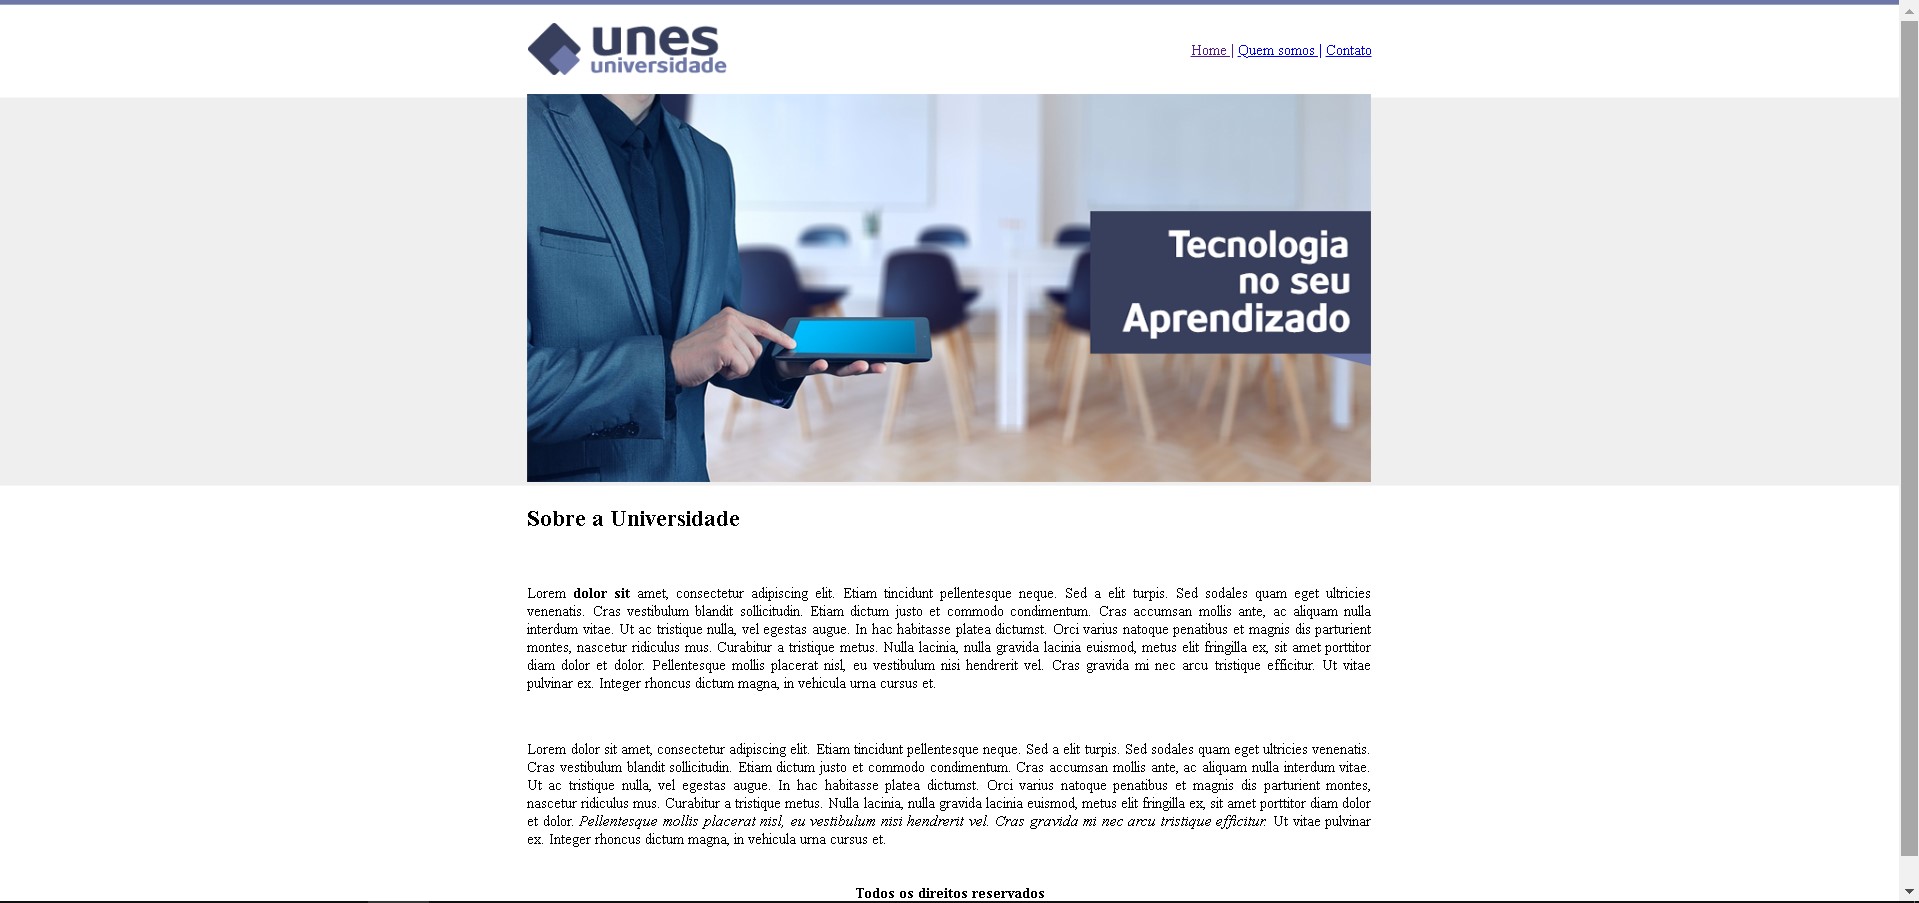 unes
universidade
Home | Quem somos | Contato
Tecnologia
no seu
Aprendizado
Sobre a Universidade
Lorem dolor sit amet, consectetur adipiscing elit. Etiam tincidunt pellentesque neque. Sed a elit turpis. Sed sodales quam eget ultricies
venenatis. Cras vestibulum blandit sollicitudin. Etiam dictum justo et commodo condimentum. Cras accumsan mollis ante, ac aliquam nulla
interdum vitae. Ut ac tristique nulla, vel egestas augue. In hac habitasse platea dictumst. Orci varius natoque penatibus et magnis dis parturient
montes, nascetur ridiculus mus. Curabitur a tristique metus. Nulla lacinia, nulla gravida lacinia euismod, metus elit fringilla ex, sit amet porttitor
diam dolor et dolor. Pellentesque mollis placerat nisl, eu vestibulum nisi hendrerit vel. Cras gravida mi nec arcu tristique efficitur. Ut vitae
pulvinar ex. Integer rhoncus dictum magna, in vehicula urna cursus et.
Lorem dolor sit amet, consectetur adipiscing elit. Etiam tincidunt pellentesque neque. Sed a elit turpis. Sed sodales quam eget ultricies venenatis.
Cras vestibulum blandit sollicitudin. Etiam dictum justo et commodo condimentum. Cras accumsan mollis ante, ac aliquam nulla interdum vitae.
Ut ac tristique nulla, vel egestas augue. In hac habitasse platea dictumst. Orci varius natoque penatibus et magnis dis parturient montes,
nascetur ridiculus mus. Curabitur a tristique metus. Nulla lacinia, nulla gravida lacinia euismod, metus elit fringilla ex, sit amet porttitor diam dolor
et dolor. Pellentesque mollis placerat nisl, eu vestibulum nisi hendrerit vel. Cras gravida mi nec arcu tristique efficitur. Ut vitae pulvinar
ex. Integer rhoncus dictum magna, in vehicula urna cursus et.
Todos os direitos reservados